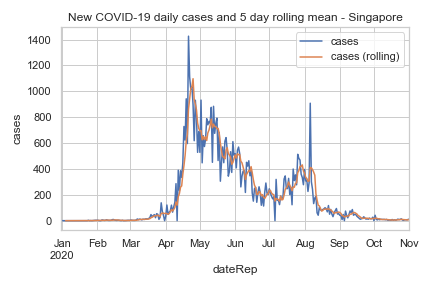 New COVID-19 daily cases and 5 day rolling mean - Singapore
cases
cases (rolling)
1400
1200
1000
800
600
400
200
0
cases
Jan Feb Mar Apr May Jun Jul Aug Sep Oct Nov
2020
dateRep